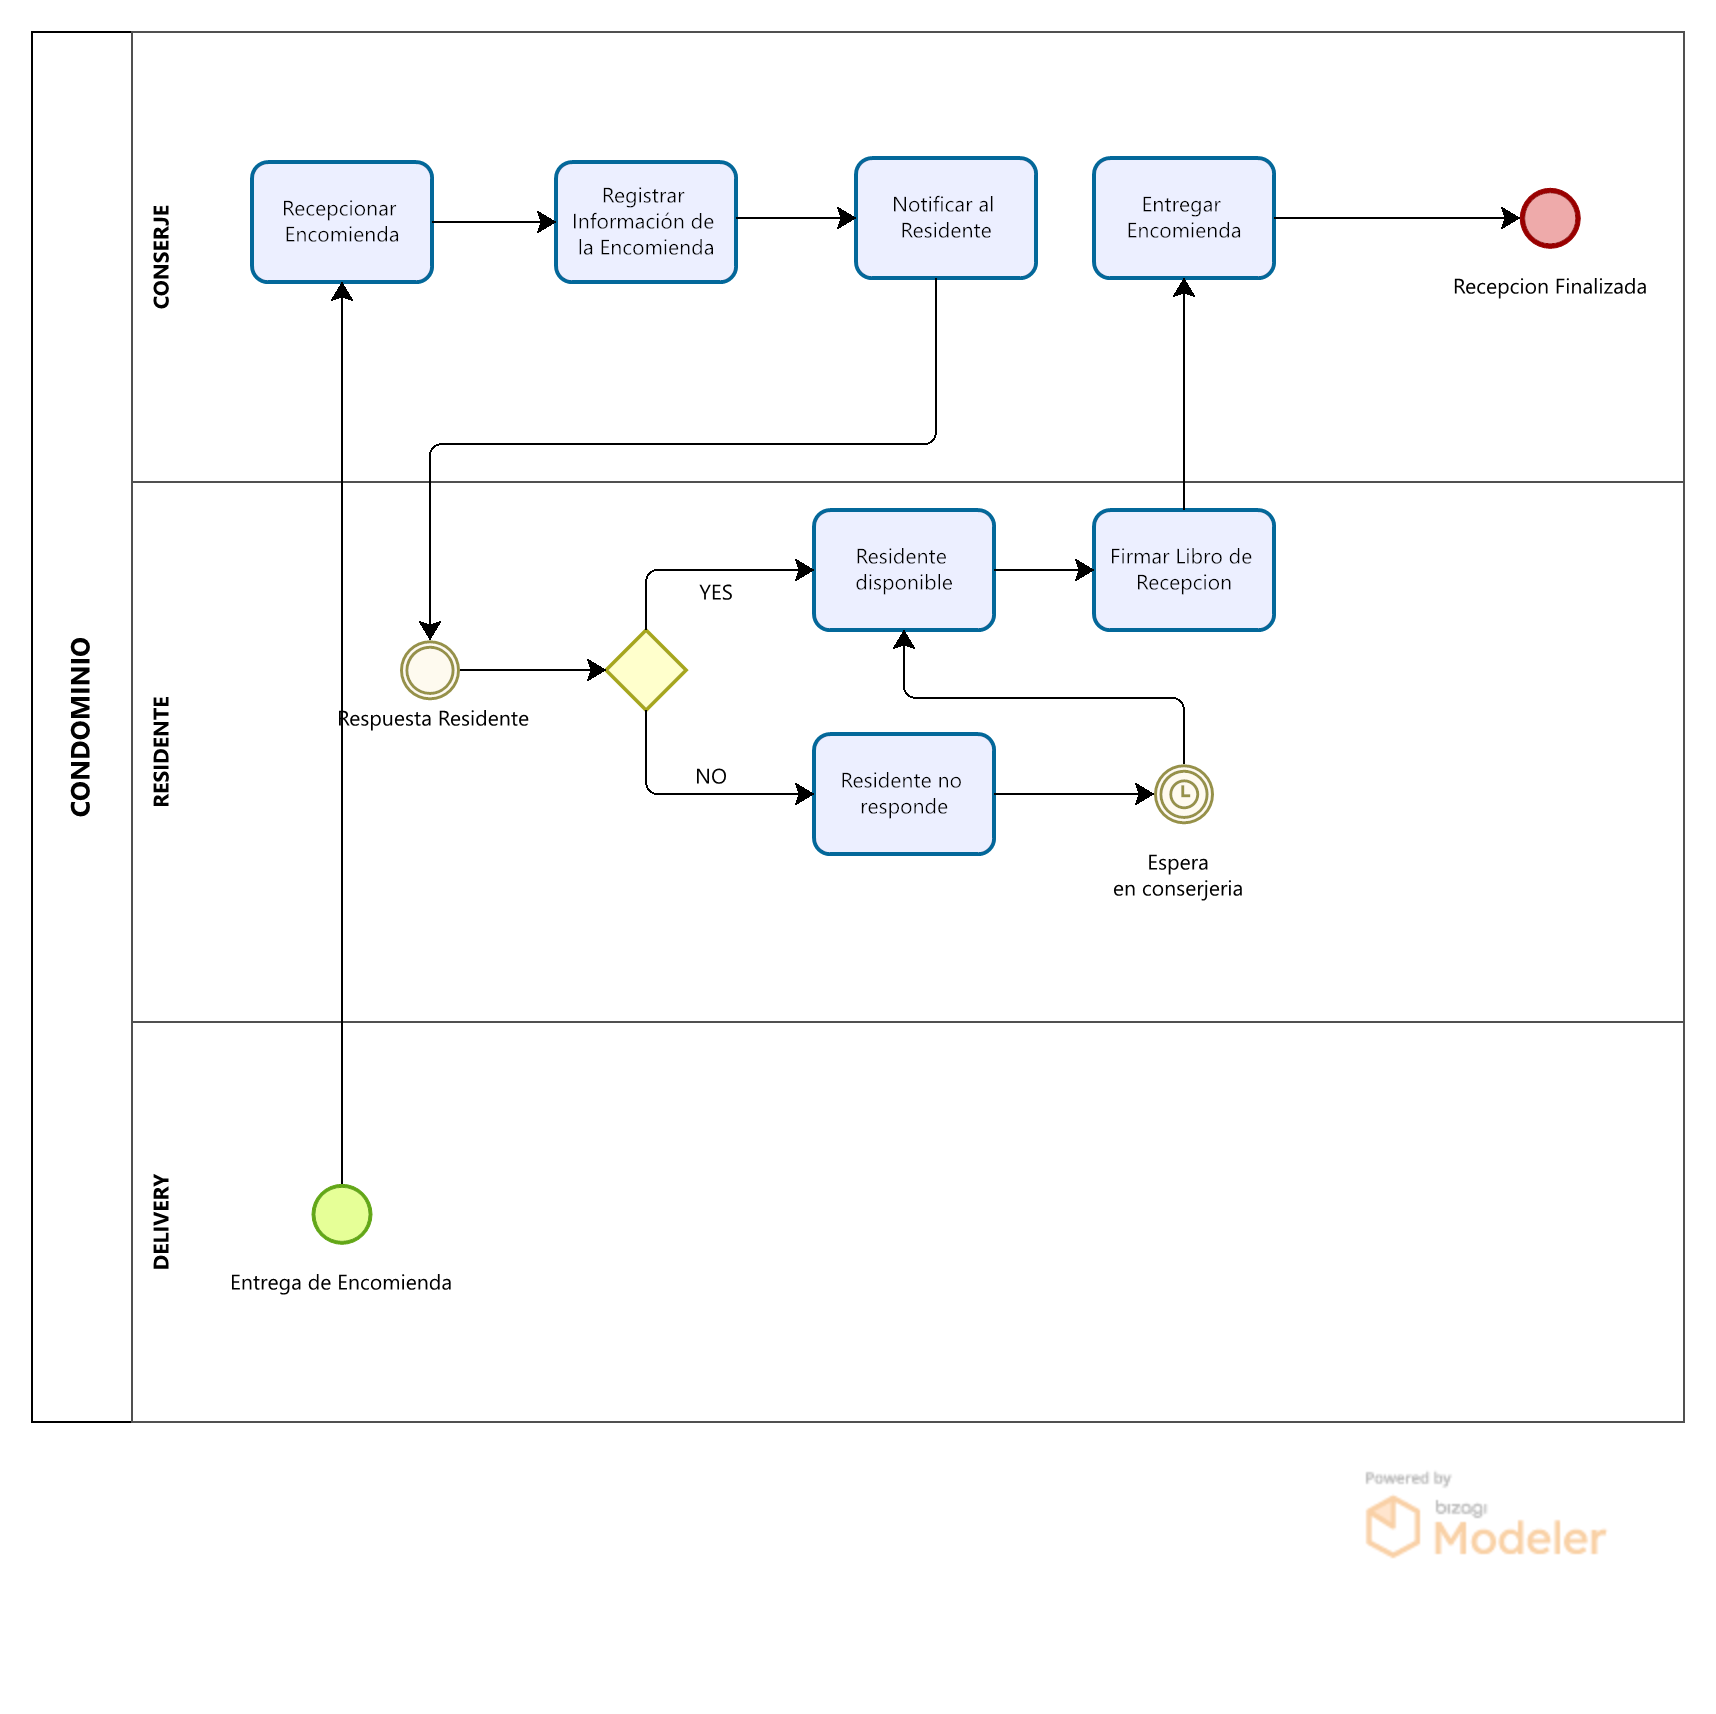 CONDOMINIO
CONSERJE
Recepcionar
Encomienda
Registrar
Información de
la Encomienda
Notificar al
Residente
Entregar
Encomienda
Recepcion Finalizada
RESIDENTE
Respuesta Residente
YES
NO
Residente
disponible
Firmar Libro de
Recepcion
Residente no
responde
Espera
en conserjeria
DELIVERY
Entrega de Encomienda
Powered by
bizagi
Modeler